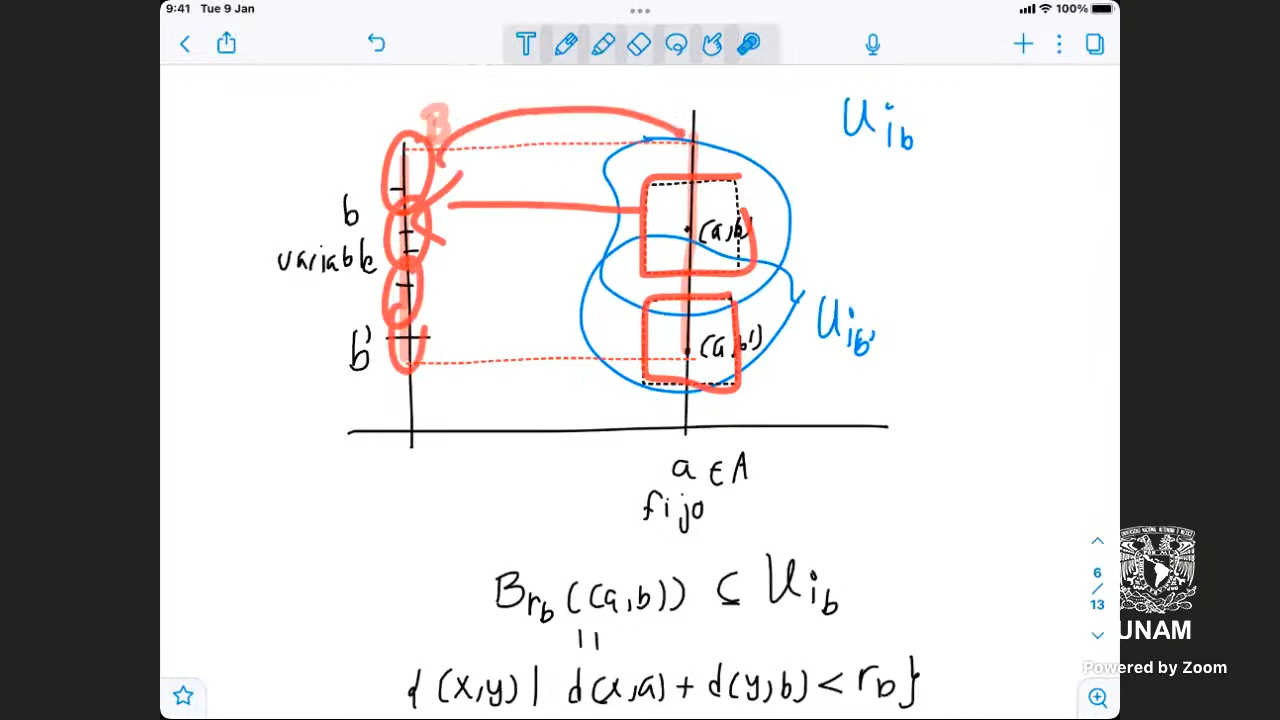 9:41 Tue 9 Jan
100%
T
B
U_{i_b}
b
variable
(a,b)
b'
(a,b')
U_{i_{b'}}
a ∈ A
fijo
B_{r_b}((a,b)) ⊆ U_{i_b}
||
{(x,y) | d(x,a) + d(y,b) < r_b}
6
/
13
UNAM
Powered by Zoom